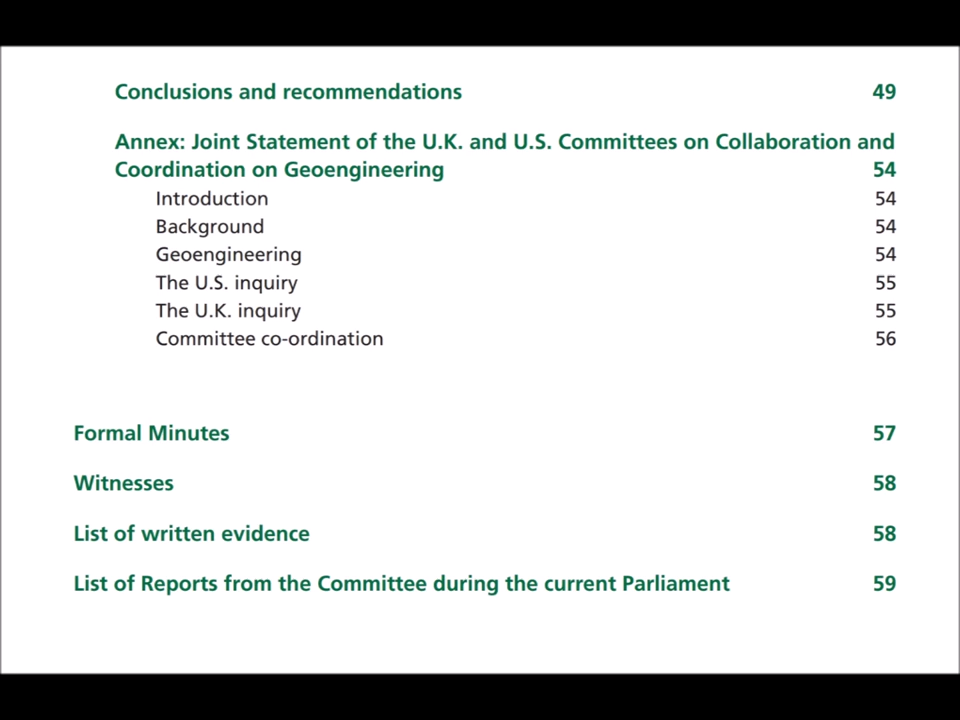 Conclusions and recommendations 49
Annex: Joint Statement of the U.K. and U.S. Committees on Collaboration and
Coordination on Geoengineering 54
Introduction 54
Background 54
Geoengineering 54
The U.S. inquiry 55
The U.K. inquiry 55
Committee co-ordination 56
Formal Minutes 57
Witnesses 58
List of written evidence 58
List of Reports from the Committee during the current Parliament 59